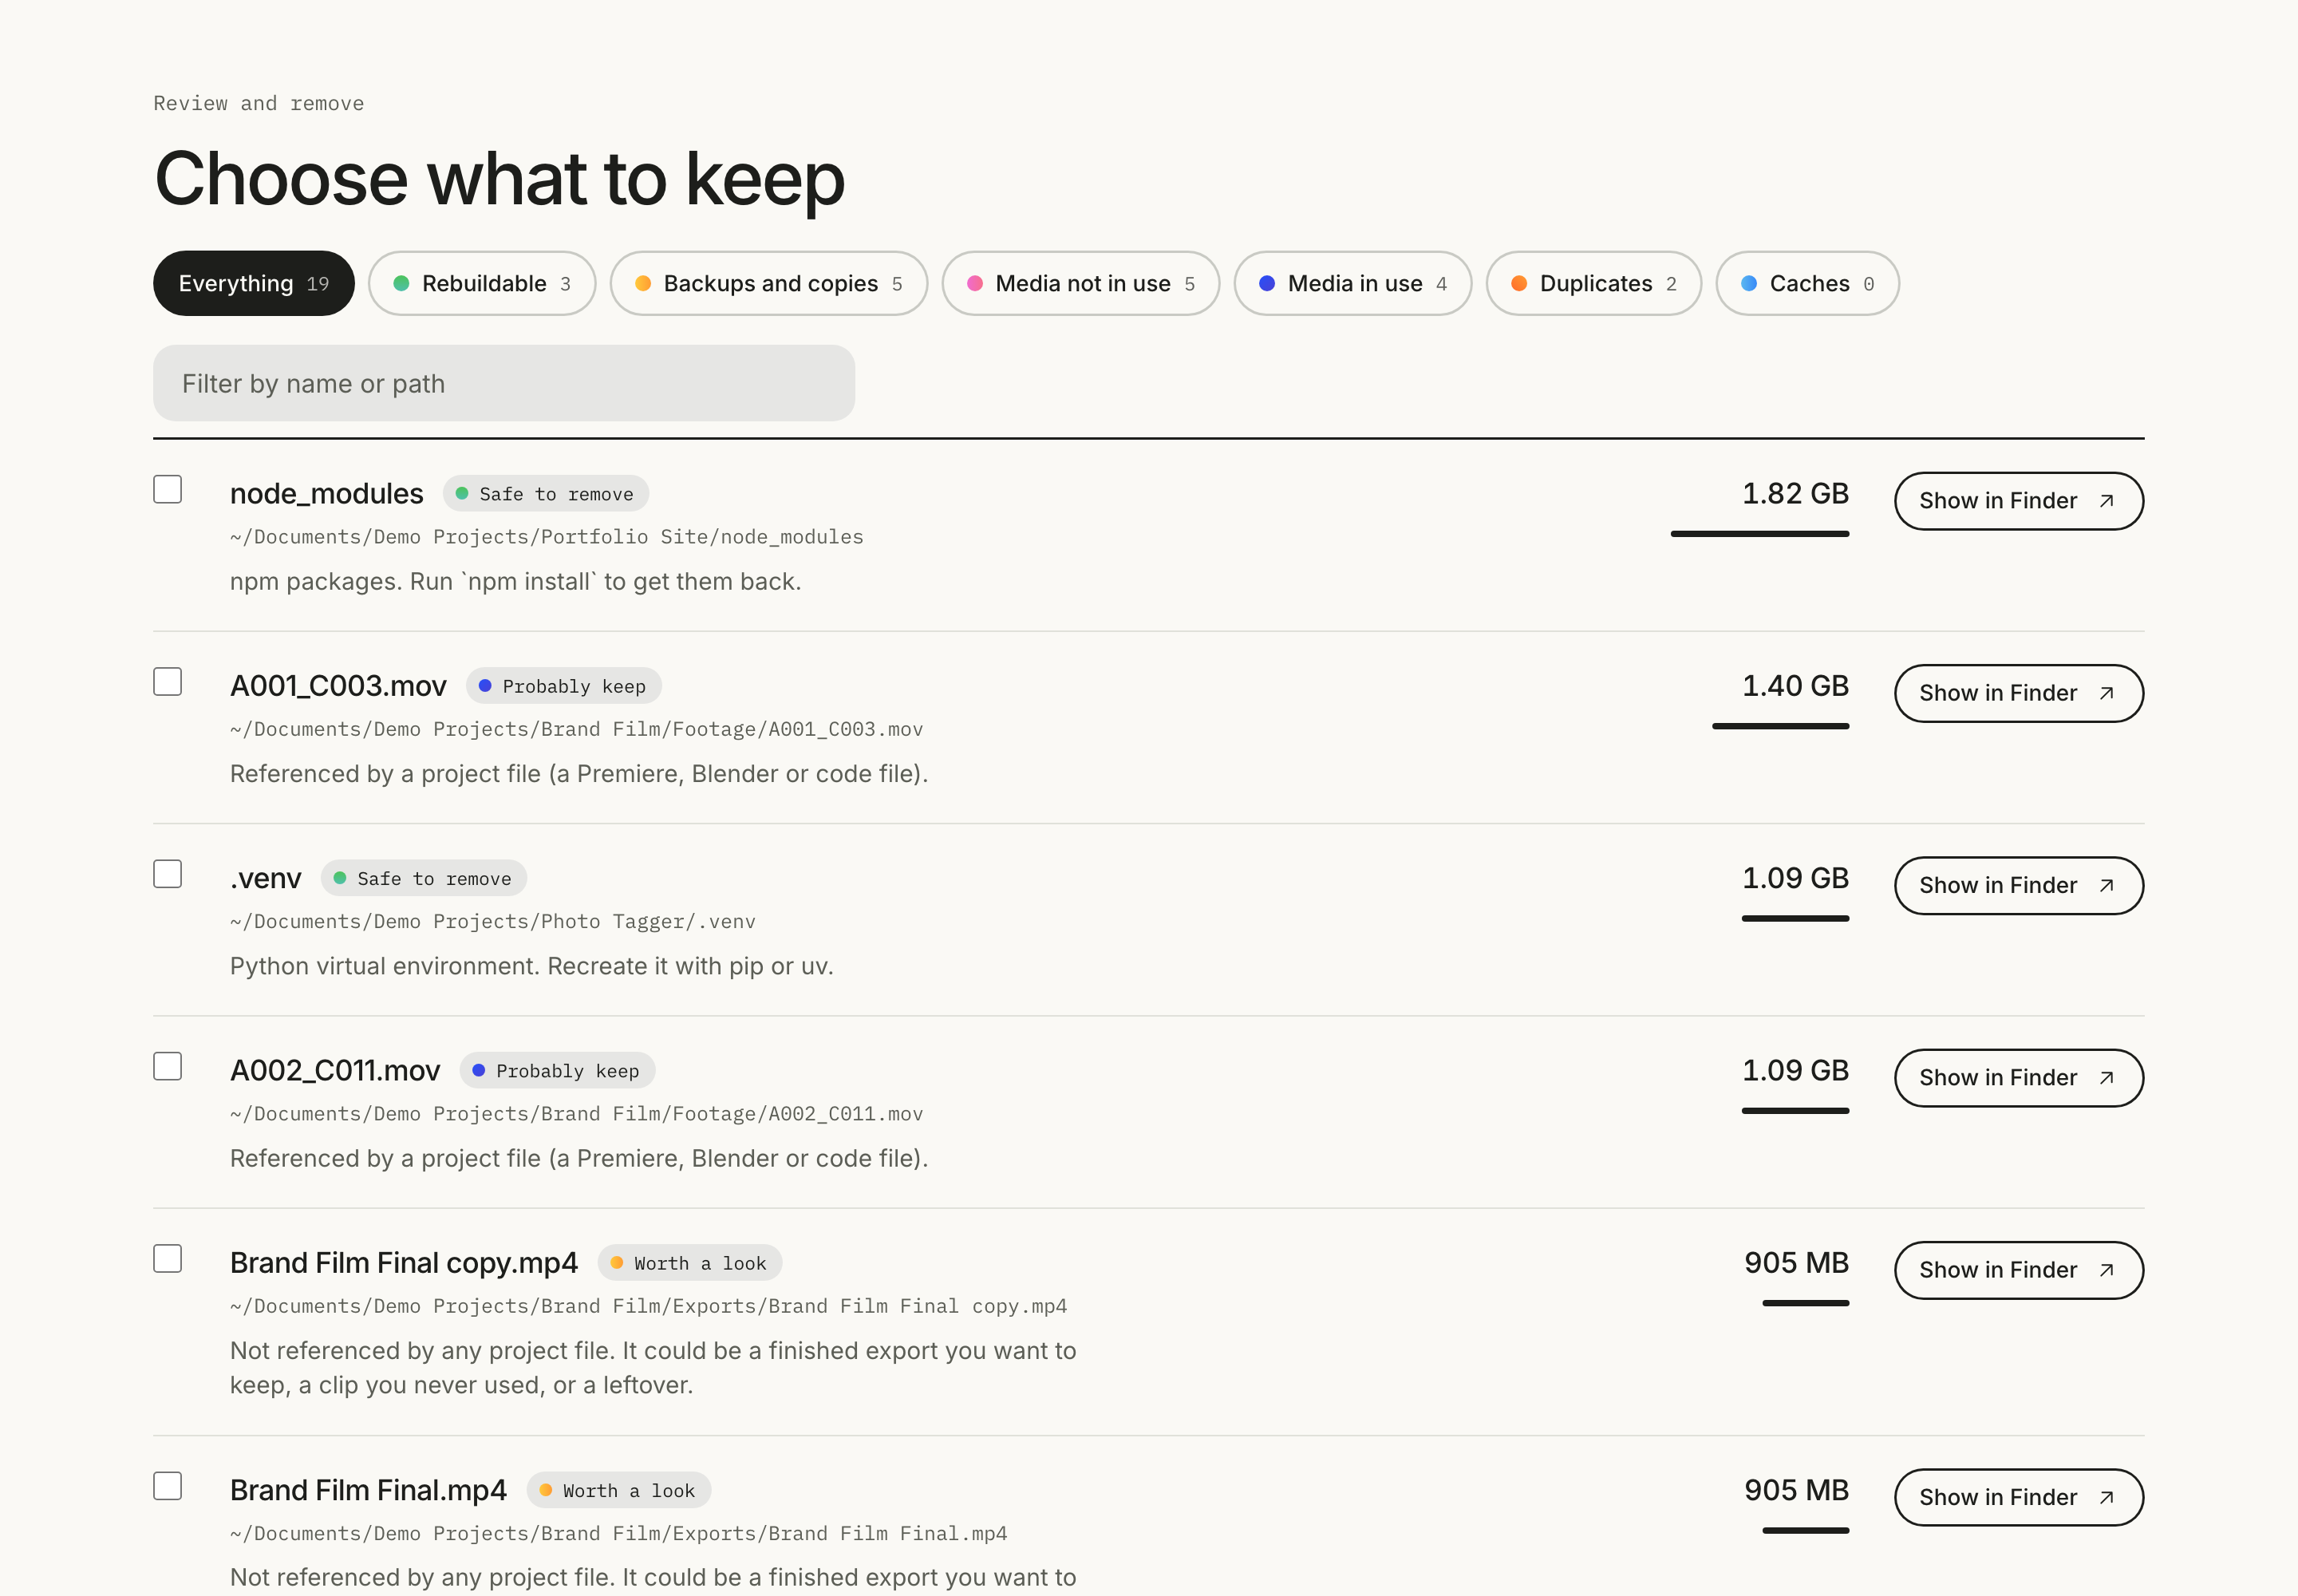 Review and remove
Choose what to keep
Everything 19 Rebuildable 3 Backups and copies 5 Media not in use 5 Media in use 4 Duplicates 2 Caches 0
Filter by name or path
node_modules Safe to remove 1.82 GB Show in Finder
~/Documents/Demo Projects/Portfolio Site/node_modules
npm packages. Run `npm install` to get them back.
A001_C003.mov Probably keep 1.40 GB Show in Finder
~/Documents/Demo Projects/Brand Film/Footage/A001_C003.mov
Referenced by a project file (a Premiere, Blender or code file).
.venv Safe to remove 1.09 GB Show in Finder
~/Documents/Demo Projects/Photo Tagger/.venv
Python virtual environment. Recreate it with pip or uv.
A002_C011.mov Probably keep 1.09 GB Show in Finder
~/Documents/Demo Projects/Brand Film/Footage/A002_C011.mov
Referenced by a project file (a Premiere, Blender or code file).
Brand Film Final copy.mp4 Worth a look 905 MB Show in Finder
~/Documents/Demo Projects/Brand Film/Exports/Brand Film Final copy.mp4
Not referenced by any project file. It could be a finished export you want to
keep, a clip you never used, or a leftover.
Brand Film Final.mp4 Worth a look 905 MB Show in Finder
~/Documents/Demo Projects/Brand Film/Exports/Brand Film Final.mp4
Not referenced by any project file. It could be a finished export you want to